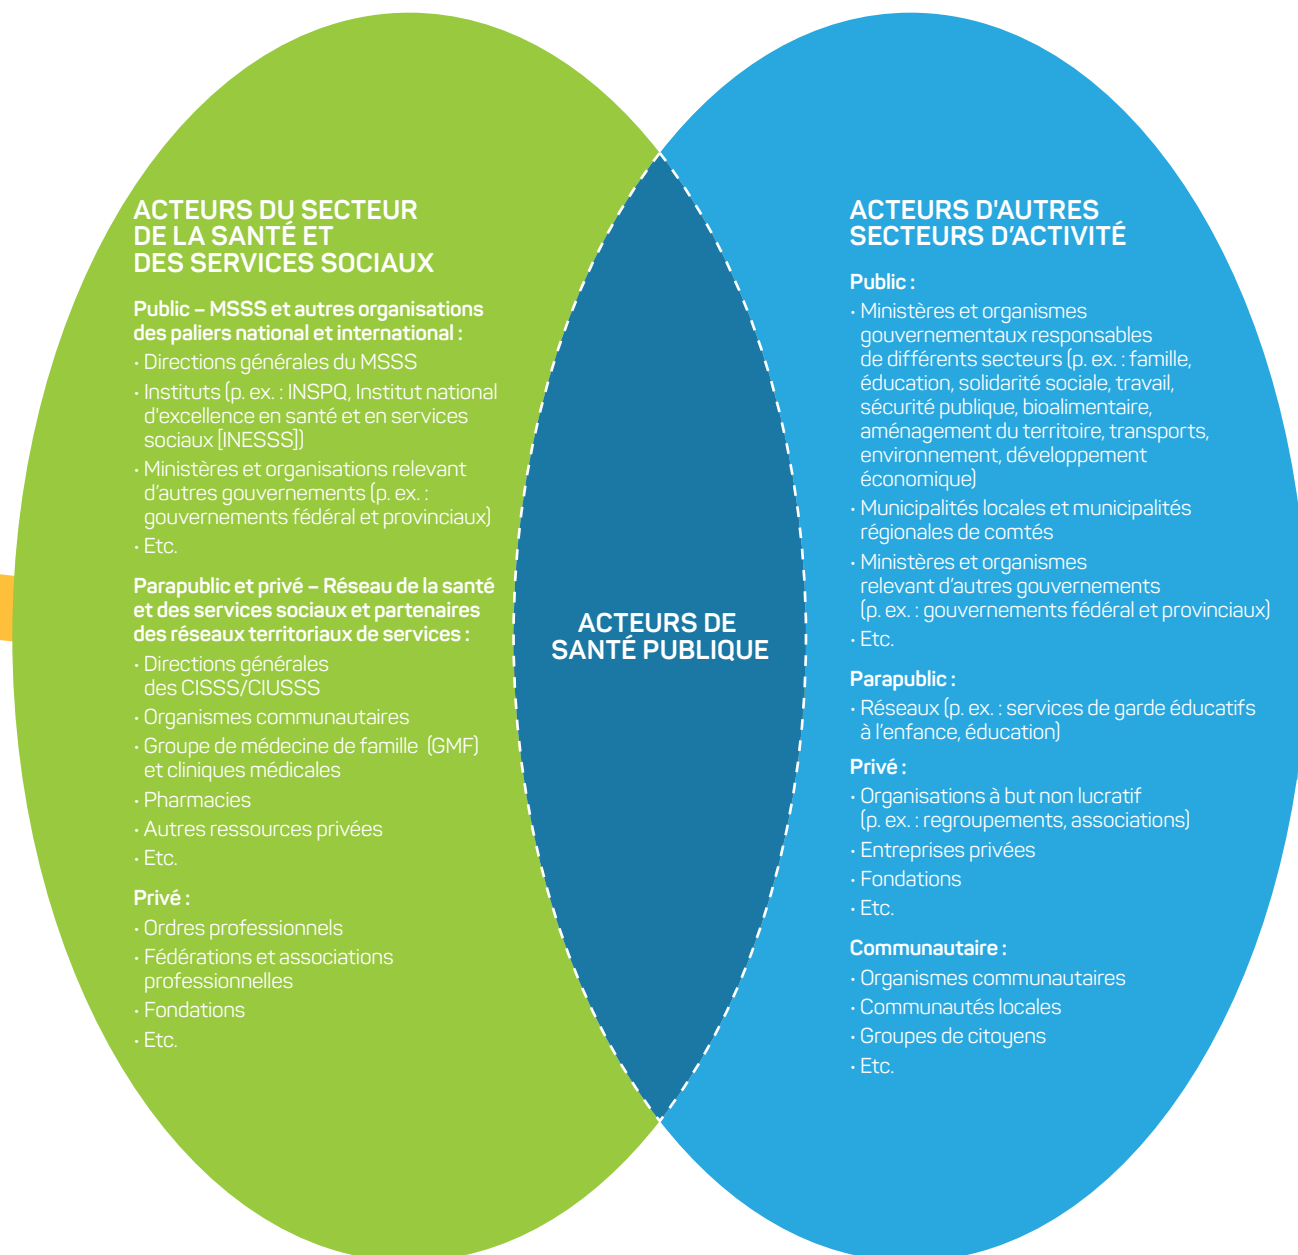 ACTEURS DU SECTEUR
DE LA SANTÉ ET
DES SERVICES SOCIAUX
Public – MSSS et autres organisations
des paliers national et international :
· Directions générales du MSSS
· Instituts (p. ex. : INSPQ, Institut national
d'excellence en santé et en services
sociaux [INESSS])
· Ministères et organisations relevant
d'autres gouvernements (p. ex. :
gouvernements fédéral et provinciaux)
· Etc.
Parapublic et privé – Réseau de la santé
et des services sociaux et partenaires
des réseaux territoriaux de services :
· Directions générales
des CISSS/CIUSSS
· Organismes communautaires
· Groupe de médecine de famille (GMF)
et cliniques médicales
· Pharmacies
· Autres ressources privées
· Etc.
Privé :
· Ordres professionnels
· Fédérations et associations
professionnelles
· Fondations
· Etc.
ACTEURS DE
SANTÉ PUBLIQUE
ACTEURS D'AUTRES
SECTEURS D'ACTIVITÉ
Public :
· Ministères et organismes
gouvernementaux responsables
de différents secteurs (p. ex. : famille,
éducation, solidarité sociale, travail,
sécurité publique, bioalimentaire,
aménagement du territoire, transports,
environnement, développement
économique)
· Municipalités locales et municipalités
régionales de comtés
· Ministères et organismes
relevant d'autres gouvernements
(p. ex. : gouvernements fédéral et provinciaux)
· Etc.
Parapublic :
· Réseaux (p. ex. : services de garde éducatifs
à l'enfance, éducation)
Privé :
· Organisations à but non lucratif
(p. ex. : regroupements, associations)
· Entreprises privées
· Fondations
· Etc.
Communautaire :
· Organismes communautaires
· Communautés locales
· Groupes de citoyens
· Etc.